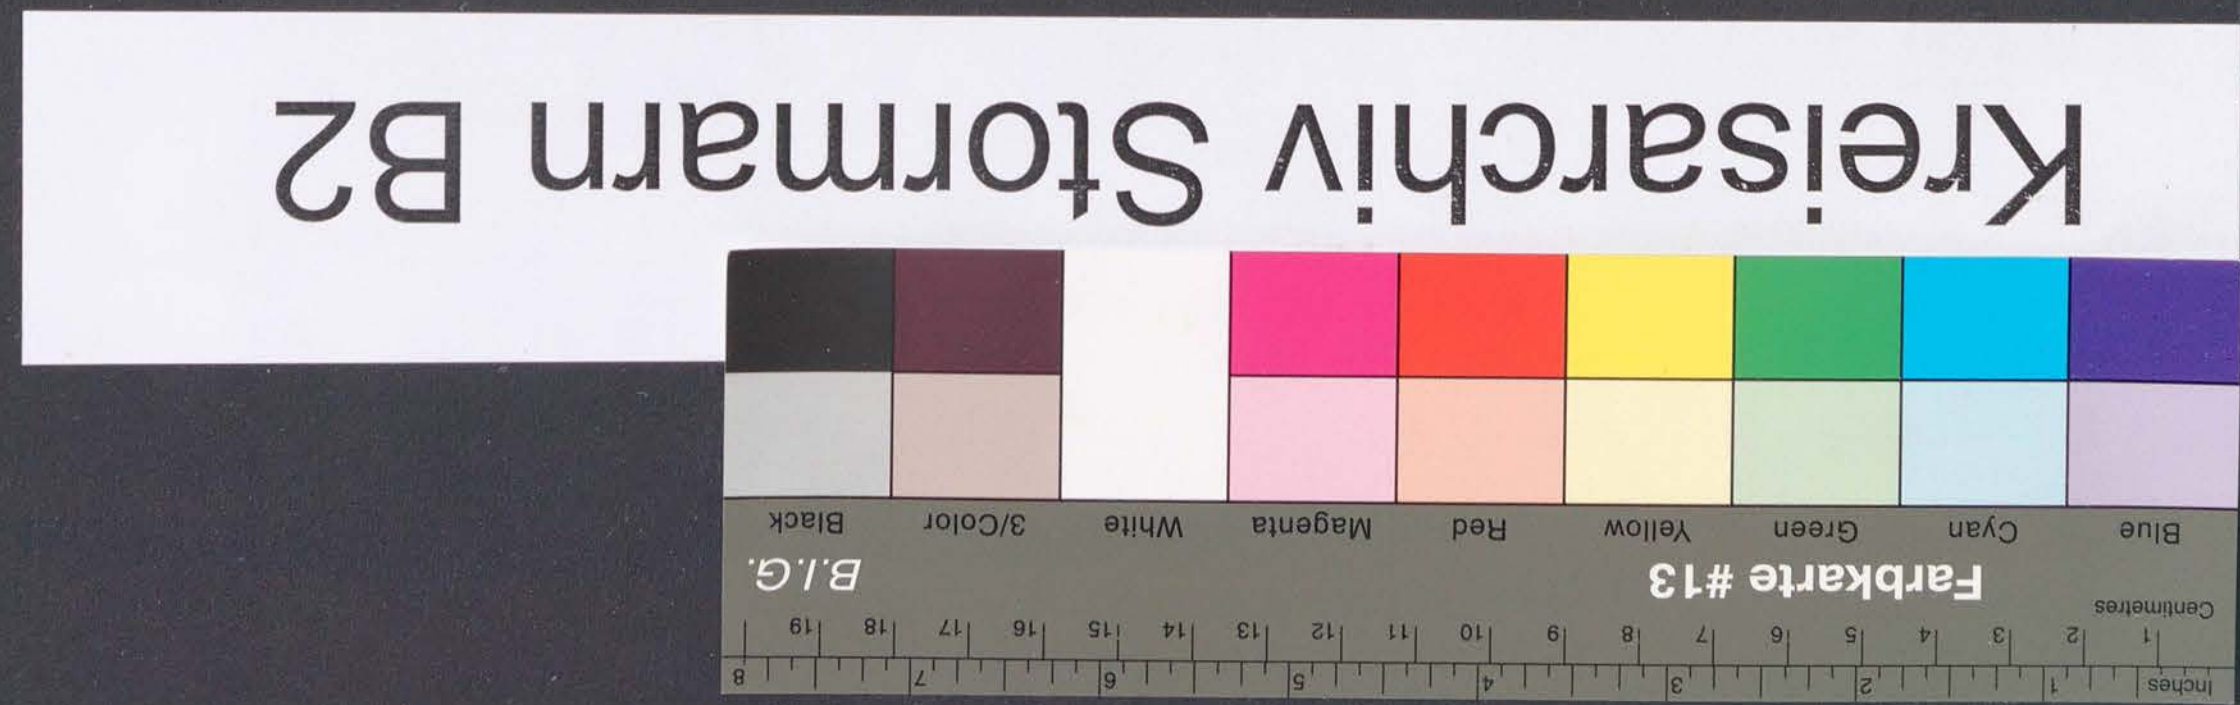 Inches 1 2 3 4 5 6 7 8
Centimetres 1 2 3 4 5 6 7 8 9 10 11 12 13 14 15 16 17 18 19
Farbkarte #13 B.I.G.
Blue Cyan Green Yellow Red Magenta White 3/Color Black
Kreisarchiv Stormarn B2